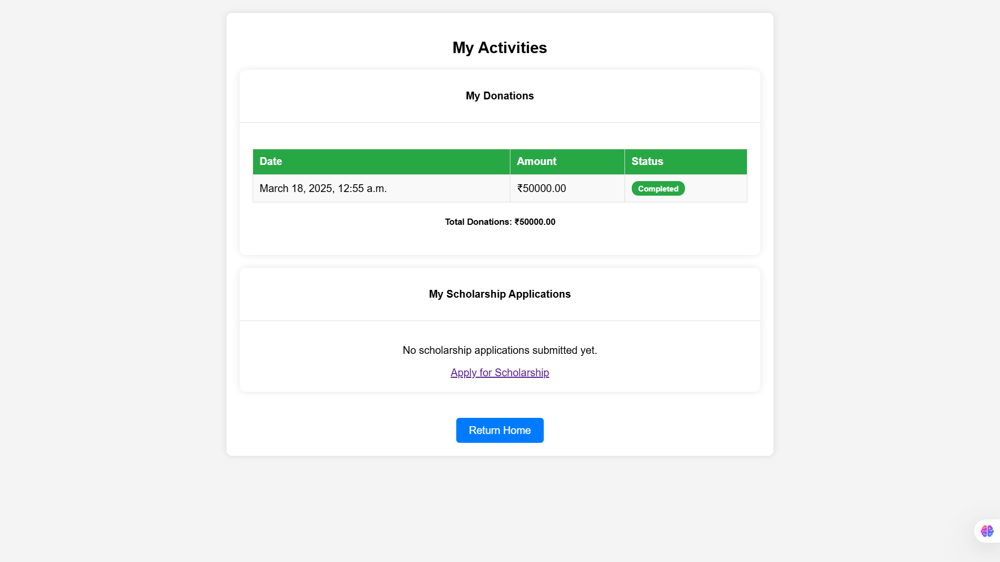 My Activities
My Donations
Date Amount Status
March 18, 2025, 12:55 a.m. ₹50000.00 Completed
Total Donations: ₹50000.00
My Scholarship Applications
No scholarship applications submitted yet.
Apply for Scholarship
Return Home